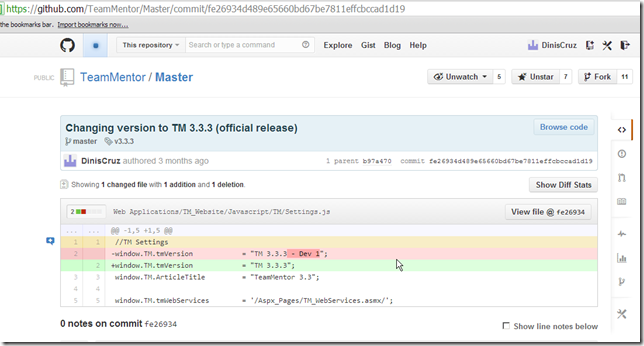 https://github.com/TeamMentor/Master/commit/fe26934d489e65660bd67be7811effcbccad1d19
the bookmarks bar. Import bookmarks now...
This repository Search or type a command Explore Gist Blog Help DinisCruz
PUBLIC TeamMentor / Master Unwatch 5 Unstar 7 Fork 11
Changing version to TM 3.3.3 (official release) Browse code
master v3.3.3
DinisCruz authored 3 months ago 1 parent b97a470 commit fe26934d489e65660bd67be7811effcbccad1d19
Showing 1 changed file with 1 addition and 1 deletion. Show Diff Stats
2 Web Applications/TM_Website/Javascript/TM/Settings.js View file @ fe26934
... ... @@ -1,5 +1,5 @@
1 1 //TM Settings
2 -window.TM.tmVersion = "TM 3.3.3 - Dev 1";
2 +window.TM.tmVersion = "TM 3.3.3";
3 3 window.TM.ArticleTitle = "TeamMentor 3.3";
4 4
5 5 window.TM.tmWebServices = '/Aspx_Pages/TM_WebServices.asmx/';
0 notes on commit fe26934 Show line notes below